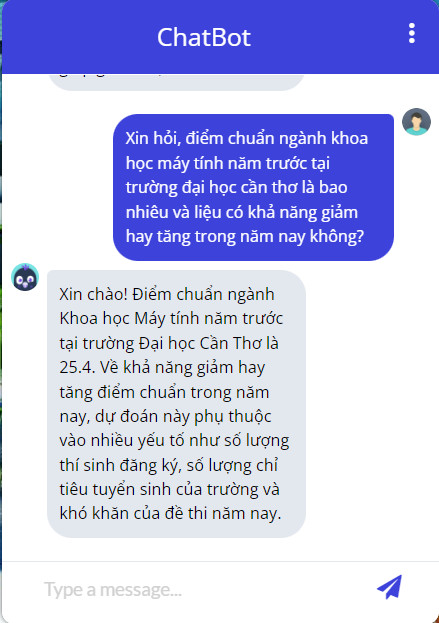 ChatBot
Xin hỏi, điểm chuẩn ngành khoa
học máy tính năm trước tại
trường đại học cần thơ là bao
nhiêu và liệu có khả năng giảm
hay tăng trong năm nay không?
Xin chào! Điểm chuẩn ngành
Khoa học Máy tính năm trước
tại trường Đại học Cần Thơ là
25.4. Về khả năng giảm hay
tăng điểm chuẩn trong năm
nay, dự đoán này phụ thuộc
vào nhiều yếu tố như số lượng
thí sinh đăng ký, số lượng chỉ
tiêu tuyển sinh của trường và
khó khăn của đề thi năm nay.
Type a message...